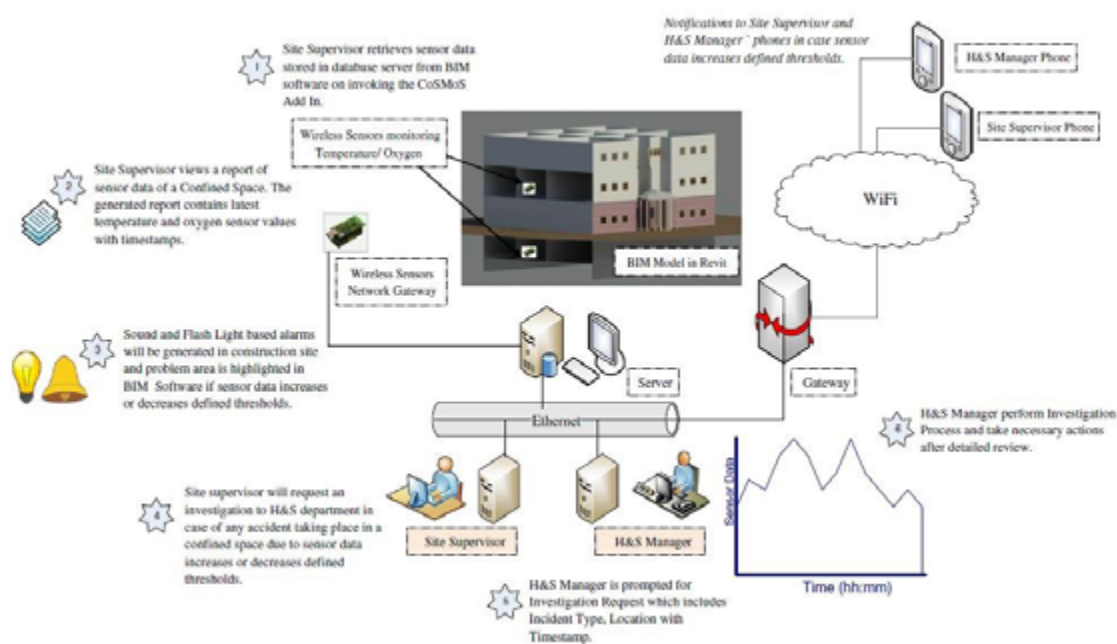 1
Site Supervisor retrieves sensor data
stored in database server from BIM
software on invoking the CoSMoS
Add In.
Notifications to Site Supervisor and
H&S Manager` phones in case sensor
data increases defined thresholds.
H&S Manager Phone
Site Supervisor Phone
Wireless Sensors monitoring
Temperature/ Oxygen
2
Site Supervisor views a report of
sensor data of a Confined Space. The
generated report contains latest
temperature and oxygen sensor values
with timestamps.
WiFi
BIM Model in Revit
Wireless Sensors
Network Gateway
3
Sound and Flash Light based alarms
will be generated in construction site
and problem area is highlighted in
BIM Software if sensor data increases
or decreases defined thresholds.
Server
Gateway
Ethernet
H&S Manager perform Investigation
Process and take necessary actions
after detailed review.
4
Site supervisor will request an
investigation to H&S department in
case of any accident taking place in a
confined space due to sensor data
increases or decreases defined
thresholds.
Site Supervisor
H&S Manager
Sensor Data
Time (hh:mm)
5
H&S Manager is prompted for
Investigation Request which includes
Incident Type, Location with
Timestamp.